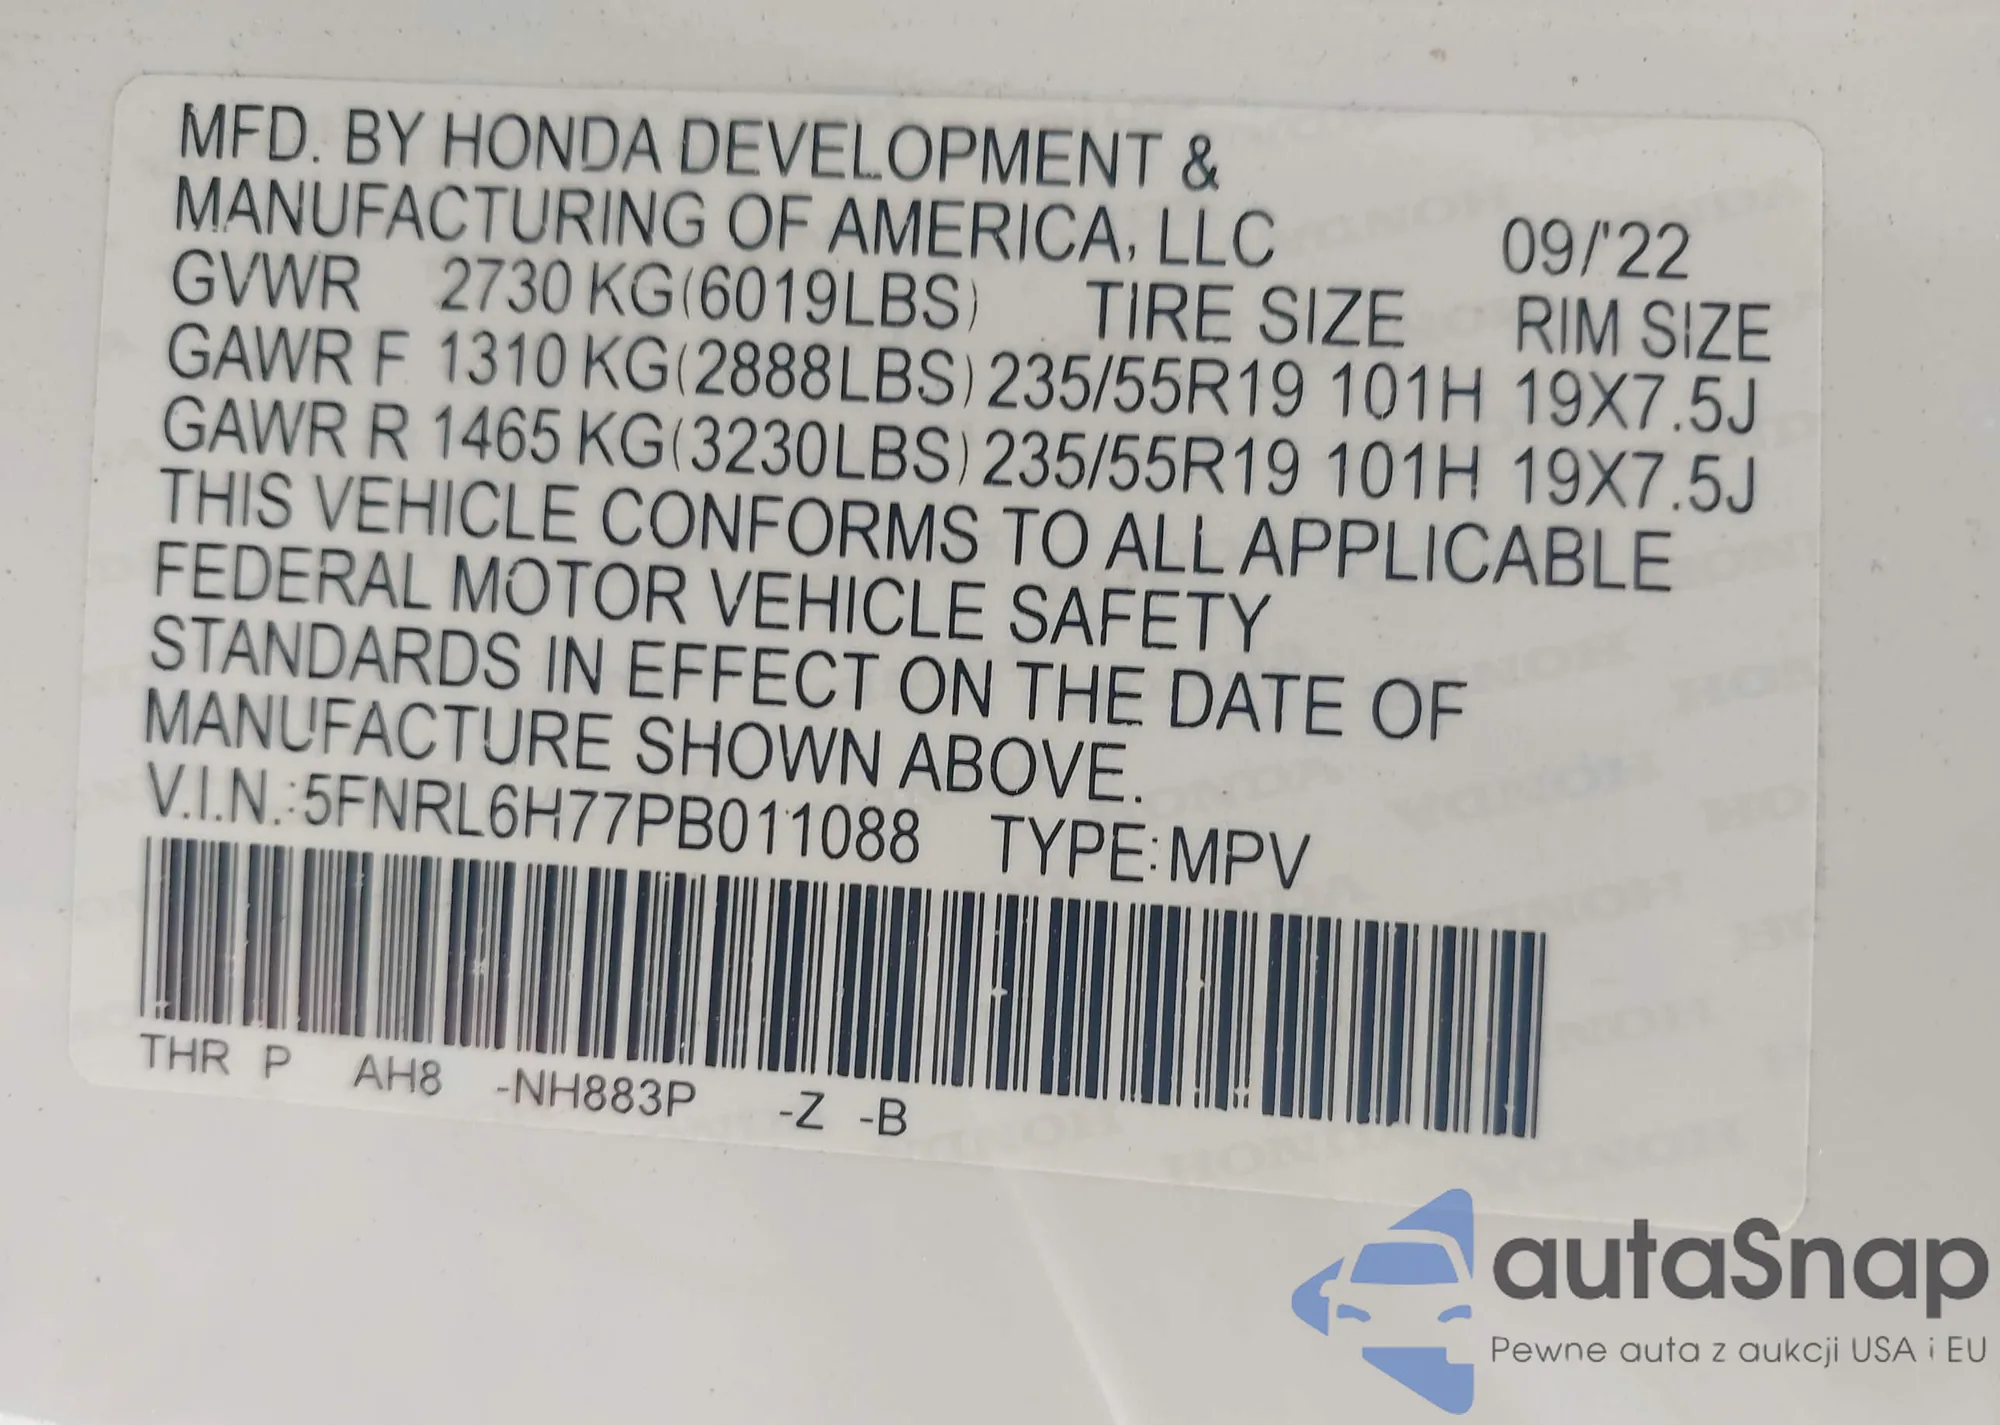 MFD. BY HONDA DEVELOPMENT &
MANUFACTURING OF AMERICA, LLC 09/'22
GVWR 2730 KG(6019LBS) TIRE SIZE RIM SIZE
GAWR F 1310 KG(2888LBS) 235/55R19 101H 19X7.5J
GAWR R 1465 KG(3230LBS) 235/55R19 101H 19X7.5J
THIS VEHICLE CONFORMS TO ALL APPLICABLE
FEDERAL MOTOR VEHICLE SAFETY
STANDARDS IN EFFECT ON THE DATE OF
MANUFACTURE SHOWN ABOVE.
V.I.N.:5FNRL6H77PB011088 TYPE:MPV
THR P AH8 -NH883P -Z -B
autaSnap
Pewne auta z aukcji USA i EU